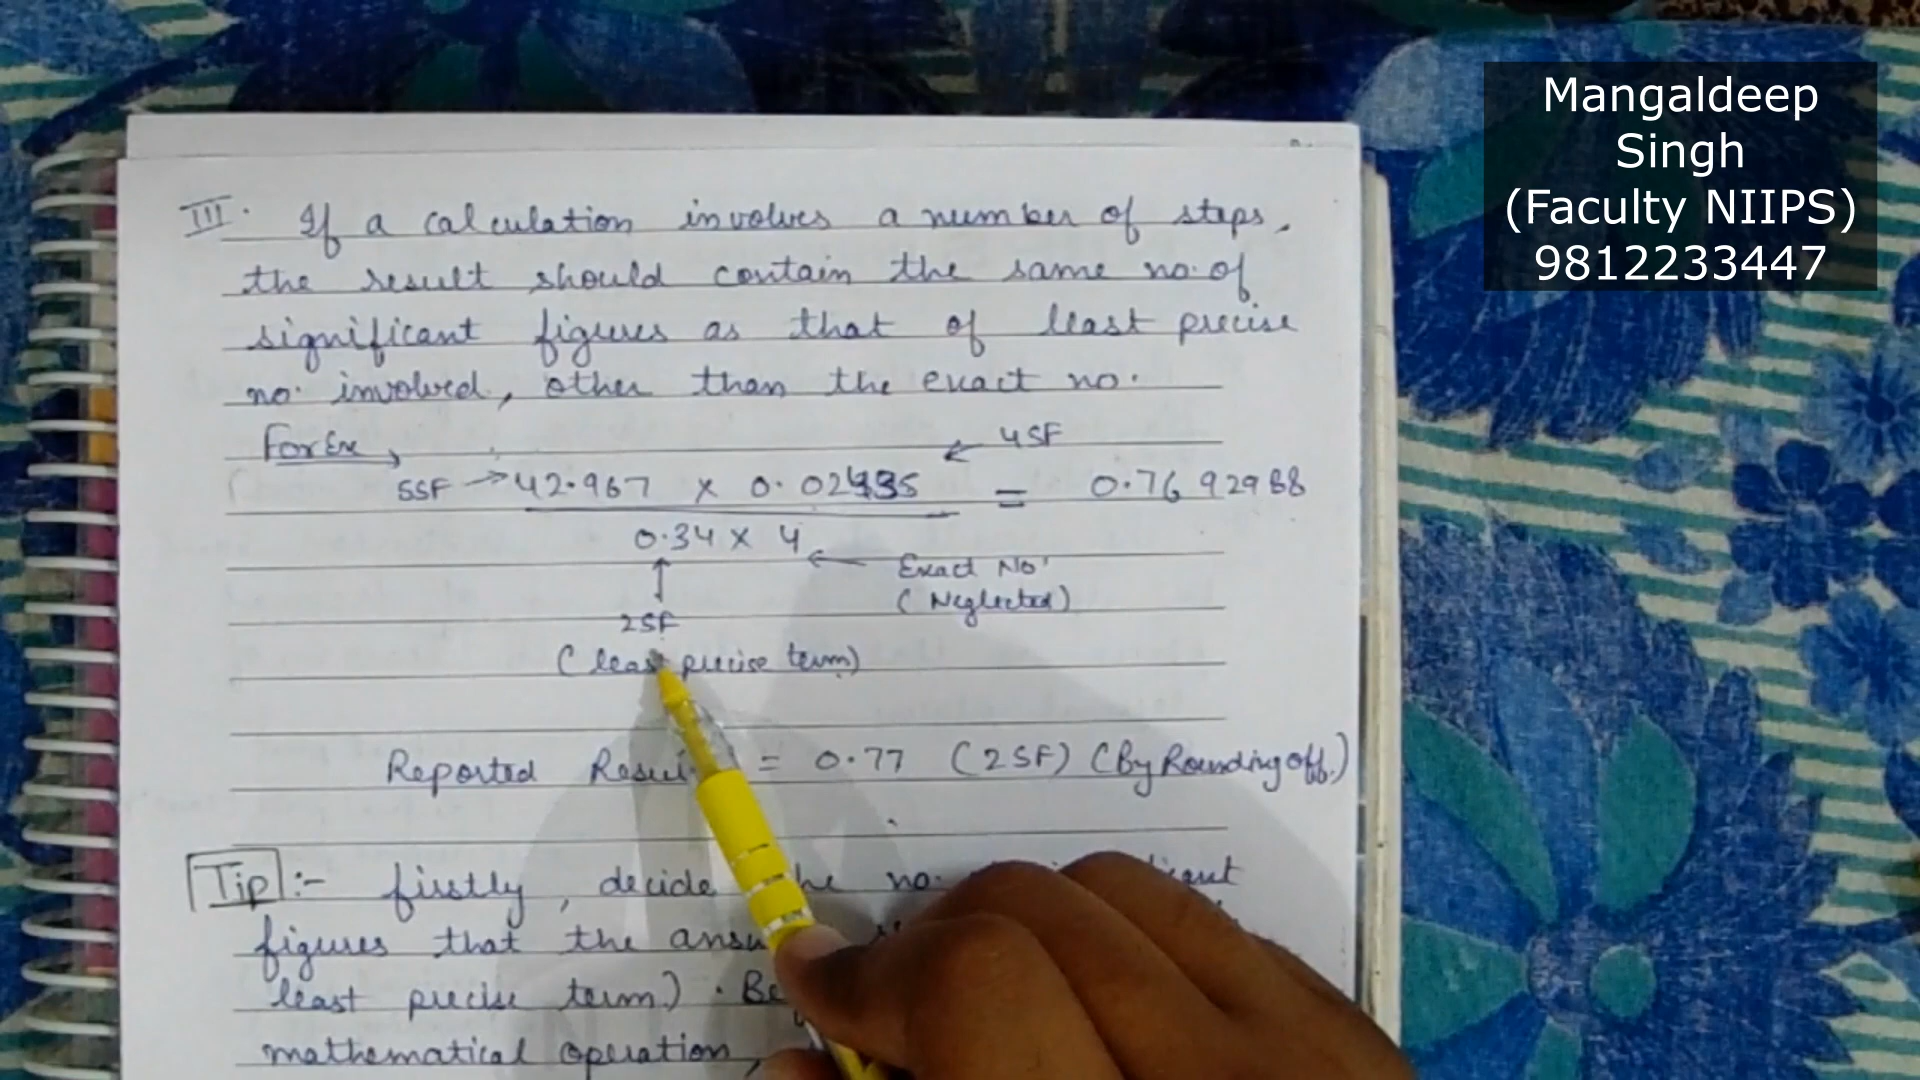 Mangaldeep
Singh
(Faculty NIIPS)
9812233447
III. If a calculation involves a number of steps,
the result should contain the same no. of
significant figures as that of least precise
no. involved, other than the exact no.
For Ex,
4SF
5SF → 42.967 x 0.02435 = 0.7692988
0.34 x 4
Exact No.
(Neglected)
2SF
(least precise term)
Reported = 0.77 (2SF) (By Rounding off.)
Tip :- firstly, decide no.
figures that the
least precise term).
mathematical operation,